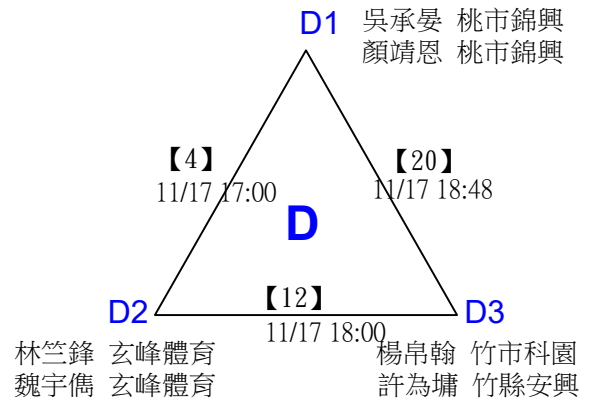 D1 吳承晏 桃市錦興
顏靖恩 桃市錦興
【4】
11/17 17:00
【20】
11/17 18:48
D
【12】
11/17 18:00
D2
D3
林竺鋒 玄峰體育
魏宇儁 玄峰體育
楊帛翰 竹市科園
許為墉 竹縣安興